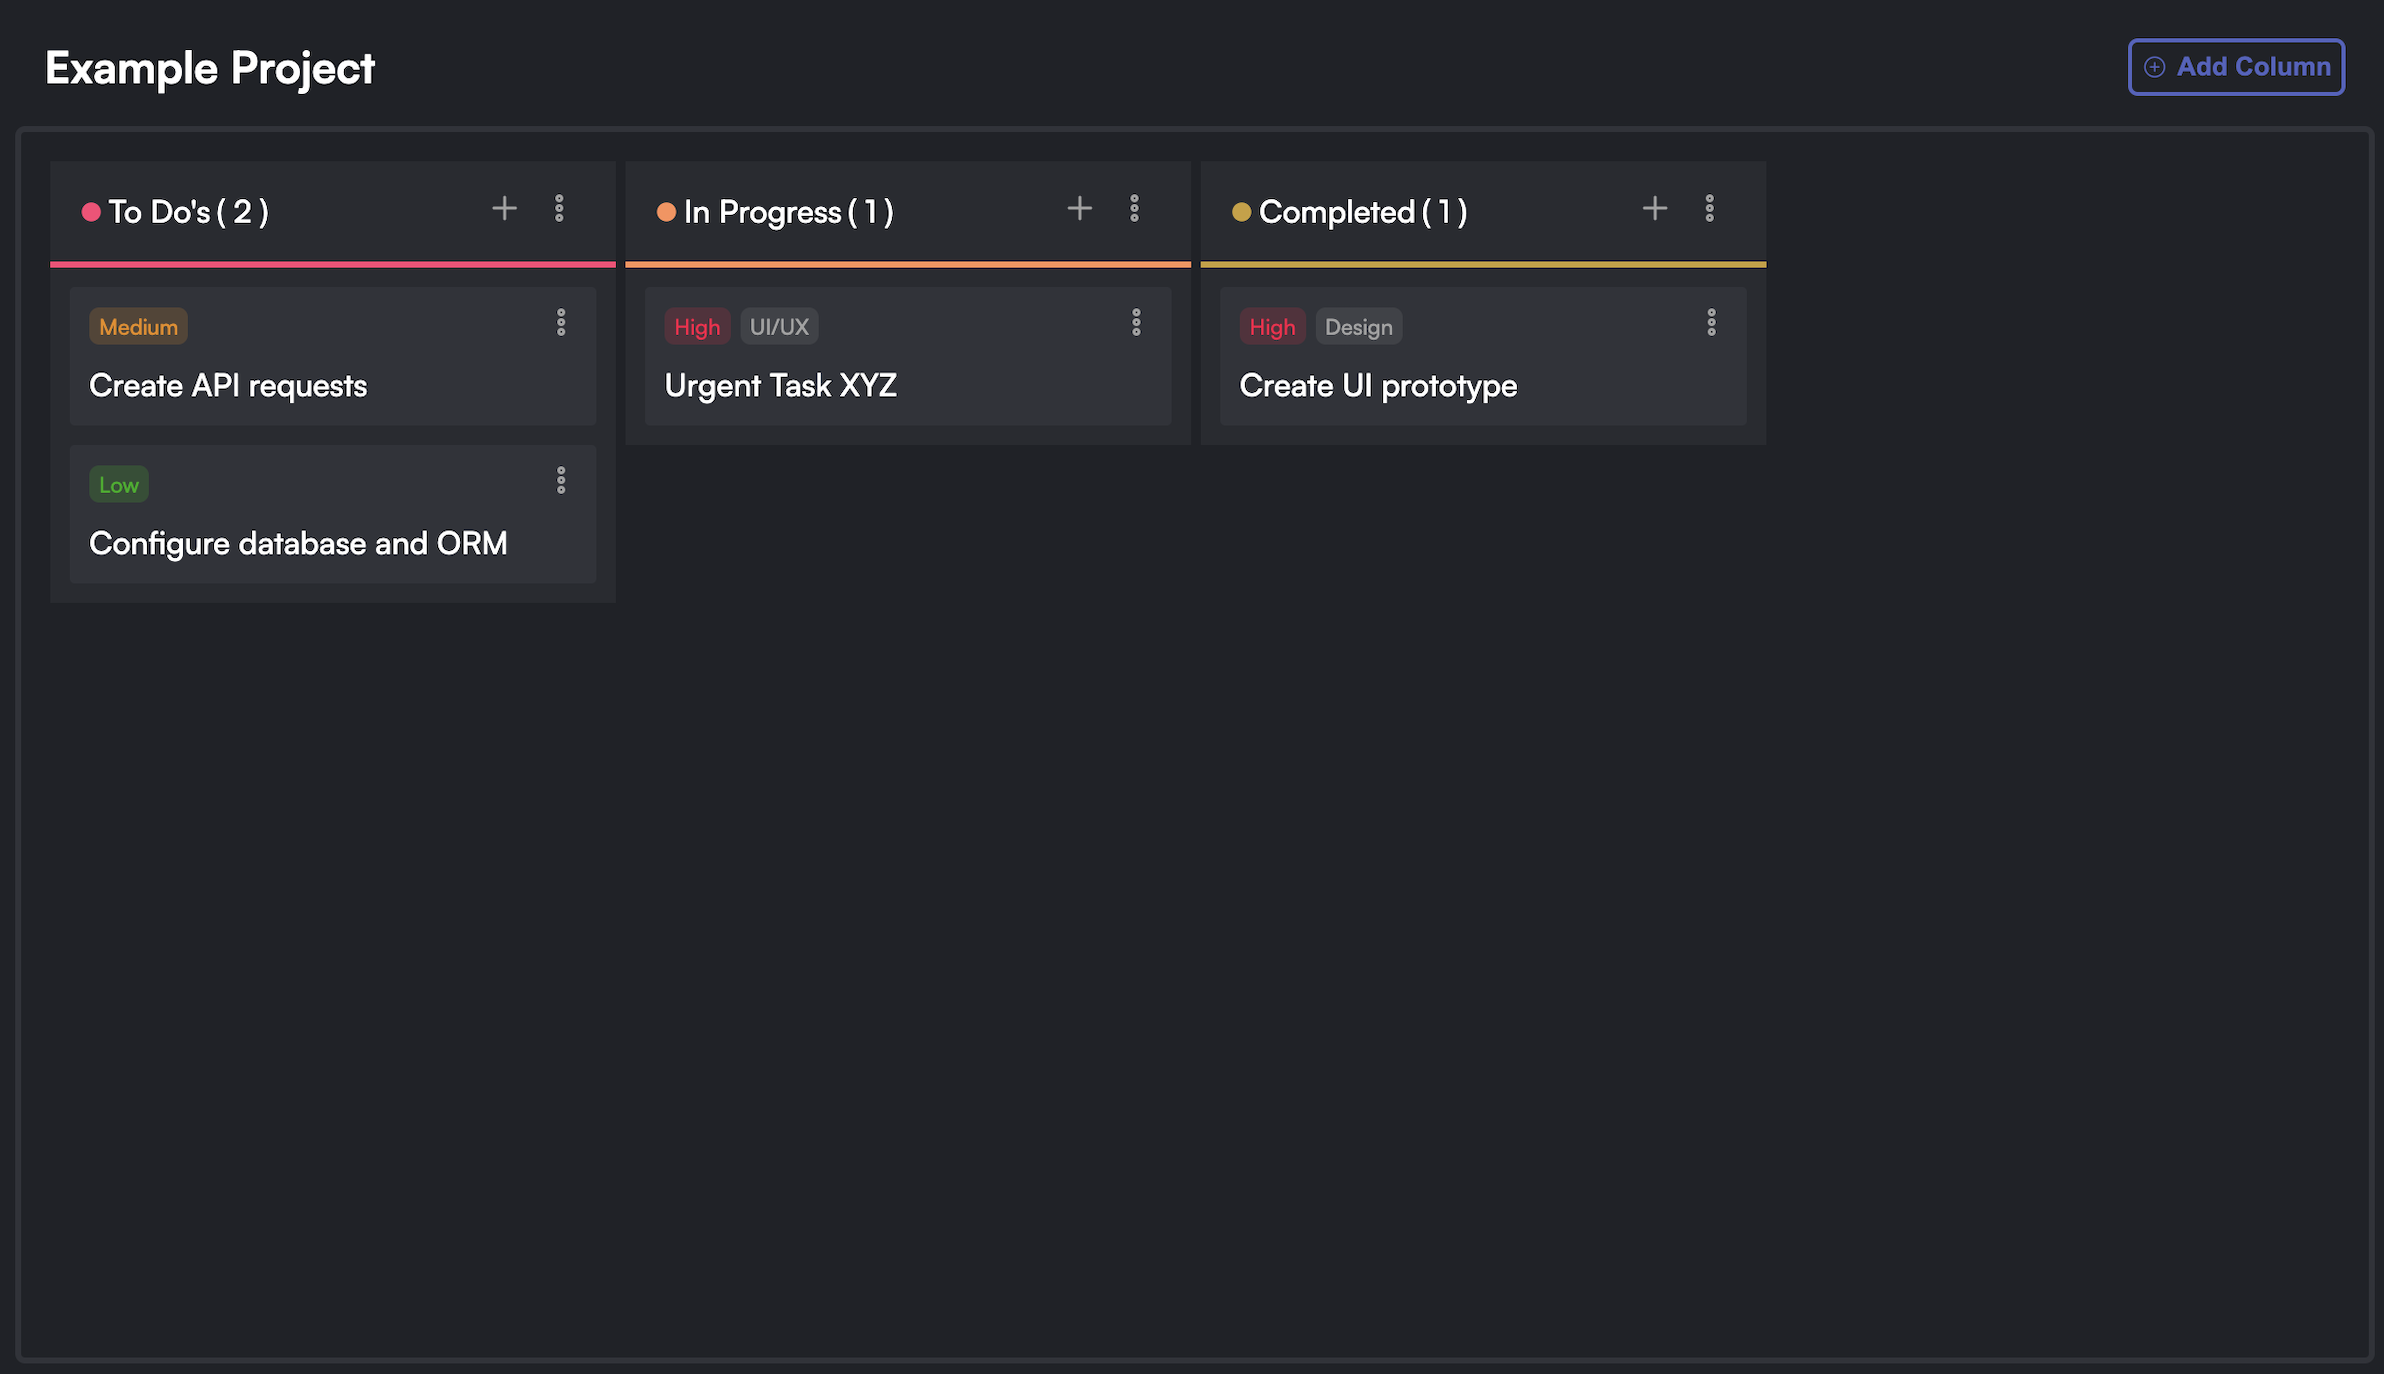 Example Project
Add Column
To Do's ( 2 )
Medium
Create API requests
Low
Configure database and ORM
In Progress ( 1 )
High UI/UX
Urgent Task XYZ
Completed ( 1 )
High Design
Create UI prototype